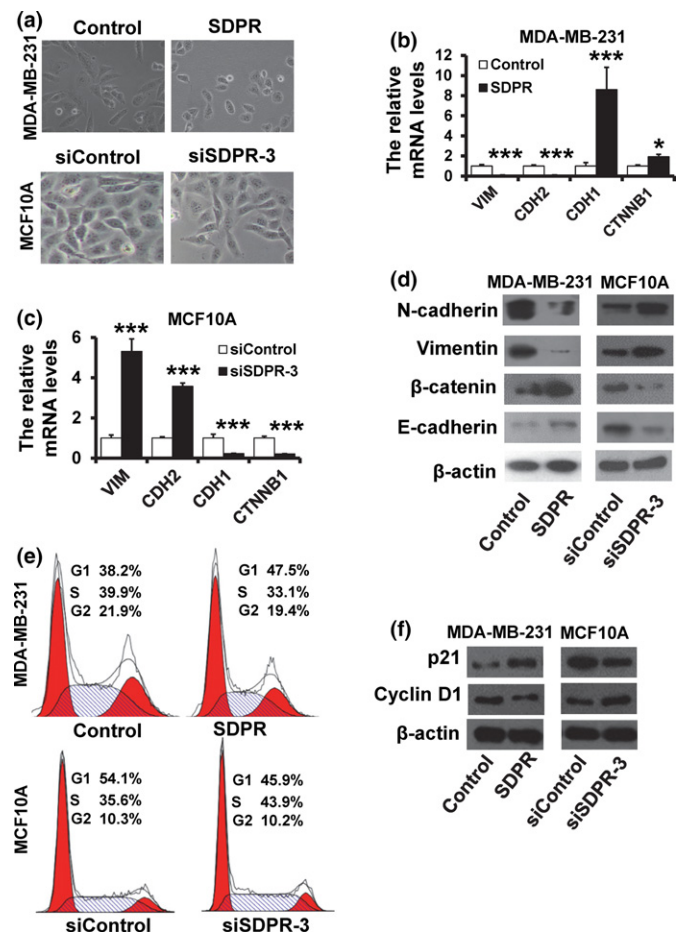 (a)
Control SDPR
MDA-MB-231
siControl siSDPR-3
MCF10A
(b)
MDA-MB-231
Control
SDPR
The relative
mRNA levels
12
10
8
6
4
2
0
*** *** *** *
VIM CDH2 CDH1 CTNNB1
(c)
MCF10A
siControl
siSDPR-3
The relative
mRNA levels
6
4
2
0
*** *** *** ***
VIM CDH2 CDH1 CTNNB1
(d)
MDA-MB-231 MCF10A
N-cadherin
Vimentin
β-catenin
E-cadherin
β-actin
Control SDPR siControl siSDPR-3
(e)
MDA-MB-231
G1 38.2%
S 39.9%
G2 21.9%
Control
G1 47.5%
S 33.1%
G2 19.4%
SDPR
MCF10A
G1 54.1%
S 35.6%
G2 10.3%
siControl
G1 45.9%
S 43.9%
G2 10.2%
siSDPR-3
(f)
MDA-MB-231 MCF10A
p21
Cyclin D1
β-actin
Control SDPR siControl siSDPR-3